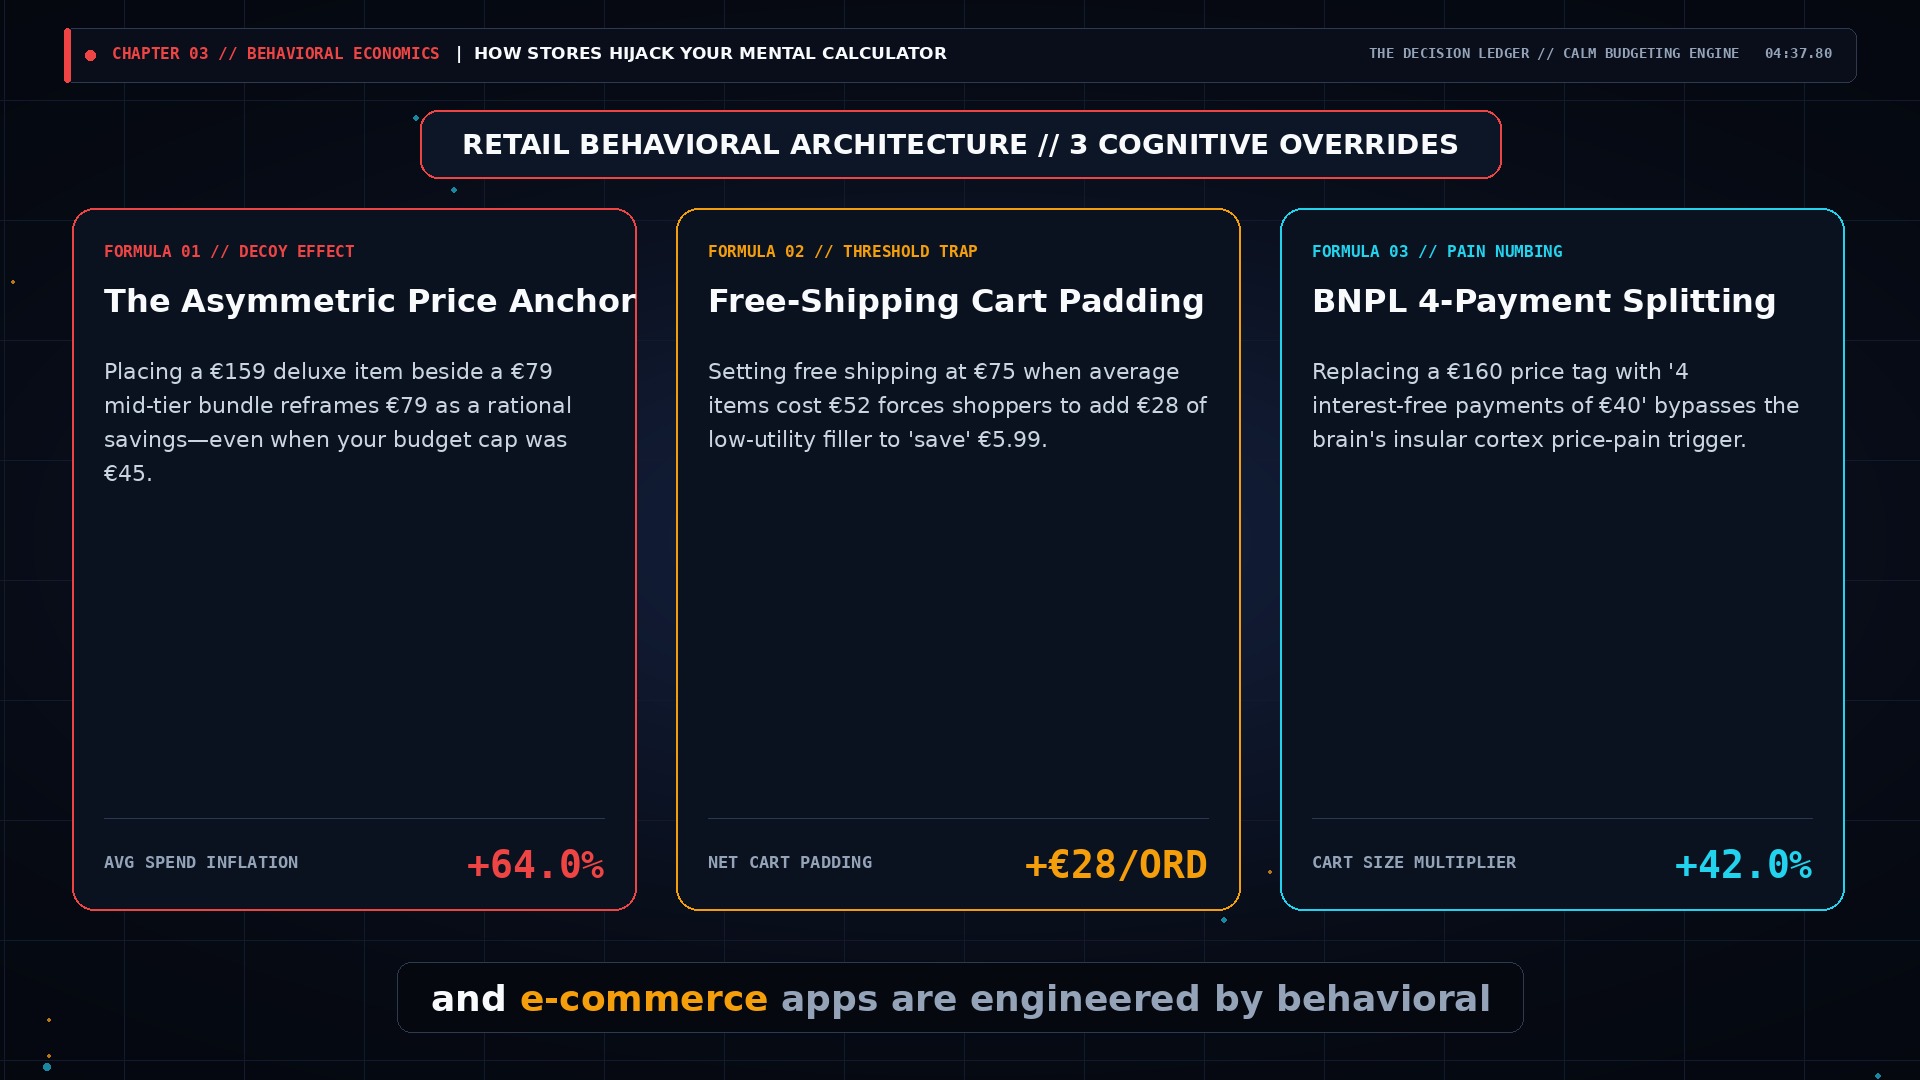 CHAPTER 03 // BEHAVIORAL ECONOMICS | HOW STORES HIJACK YOUR MENTAL CALCULATOR
THE DECISION LEDGER // CALM BUDGETING ENGINE 04:37.80
RETAIL BEHAVIORAL ARCHITECTURE // 3 COGNITIVE OVERRIDES
FORMULA 01 // DECOY EFFECT
The Asymmetric Price Anchor
Placing a €159 deluxe item beside a €79
mid-tier bundle reframes €79 as a rational
savings—even when your budget cap was
€45.
AVG SPEND INFLATION
+64.0%
FORMULA 02 // THRESHOLD TRAP
Free-Shipping Cart Padding
Setting free shipping at €75 when average
items cost €52 forces shoppers to add €28 of
low-utility filler to 'save' €5.99.
NET CART PADDING
+€28/ORD
FORMULA 03 // PAIN NUMBING
BNPL 4-Payment Splitting
Replacing a €160 price tag with '4
interest-free payments of €40' bypasses the
brain's insular cortex price-pain trigger.
CART SIZE MULTIPLIER
+42.0%
and e-commerce apps are engineered by behavioral